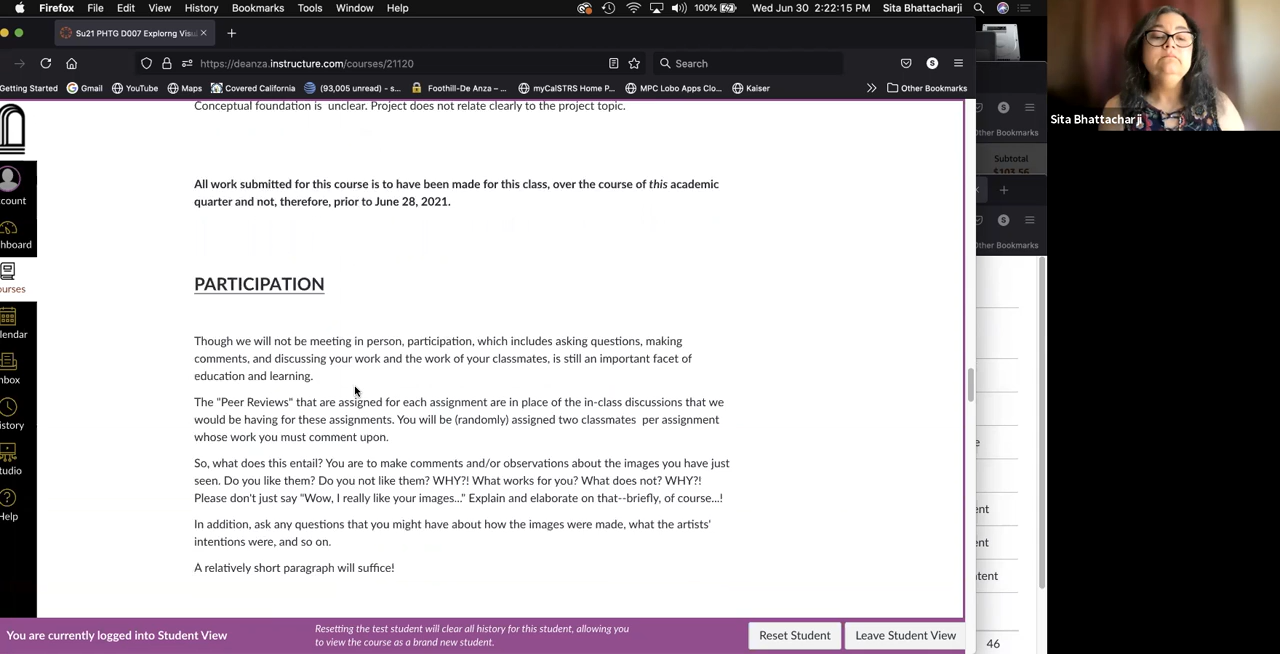 Firefox File Edit View History Bookmarks Tools Window Help 100% Wed Jun 30 2:22:15 PM Sita Bhattacharji
Su21 PHTG D007 Explorng Visu
https://deanza.instructure.com/courses/21120 Search
Getting Started Gmail YouTube Maps Covered California (93,005 unread) - s... Foothill-De Anza – ... myCalSTRS Home P... MPC Lobo Apps Clo... Kaiser Other Bookmarks
Conceptual foundation is unclear. Project does not relate clearly to the project topic.
All work submitted for this course is to have been made for this class, over the course of this academic
quarter and not, therefore, prior to June 28, 2021.
PARTICIPATION
Though we will not be meeting in person, participation, which includes asking questions, making
comments, and discussing your work and the work of your classmates, is still an important facet of
education and learning.
The "Peer Reviews" that are assigned for each assignment are in place of the in-class discussions that we
would be having for these assignments. You will be (randomly) assigned two classmates per assignment
whose work you must comment upon.
So, what does this entail? You are to make comments and/or observations about the images you have just
seen. Do you like them? Do you not like them? WHY?! What works for you? What does not? WHY?!
Please don't just say "Wow, I really like your images..." Explain and elaborate on that--briefly, of course...!
In addition, ask any questions that you might have about how the images were made, what the artists'
intentions were, and so on.
A relatively short paragraph will suffice!
count
hboard
ourses
lendar
nbox
istory
tudio
Help
You are currently logged into Student View
Resetting the test student will clear all history for this student, allowing you
to view the course as a brand new student.
Reset Student
Leave Student View
Other Bookmarks
Subtotal
$103.56
Other Bookmarks
e
ent
ent
tent
46
Sita Bhattacharji